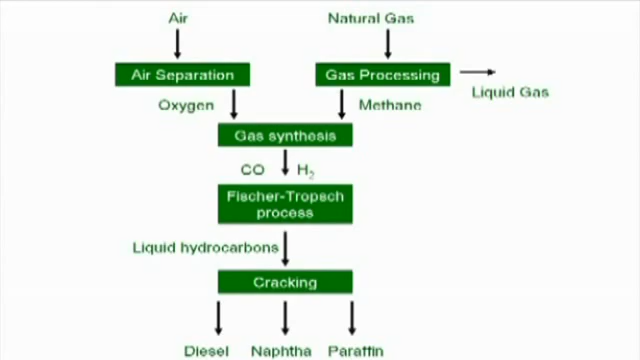 Air
Natural Gas
Air Separation
Gas Processing
Liquid Gas
Oxygen
Methane
Gas synthesis
CO
H₂
Fischer-Tropsch
process
Liquid hydrocarbons
Cracking
Diesel
Naphtha
Paraffin